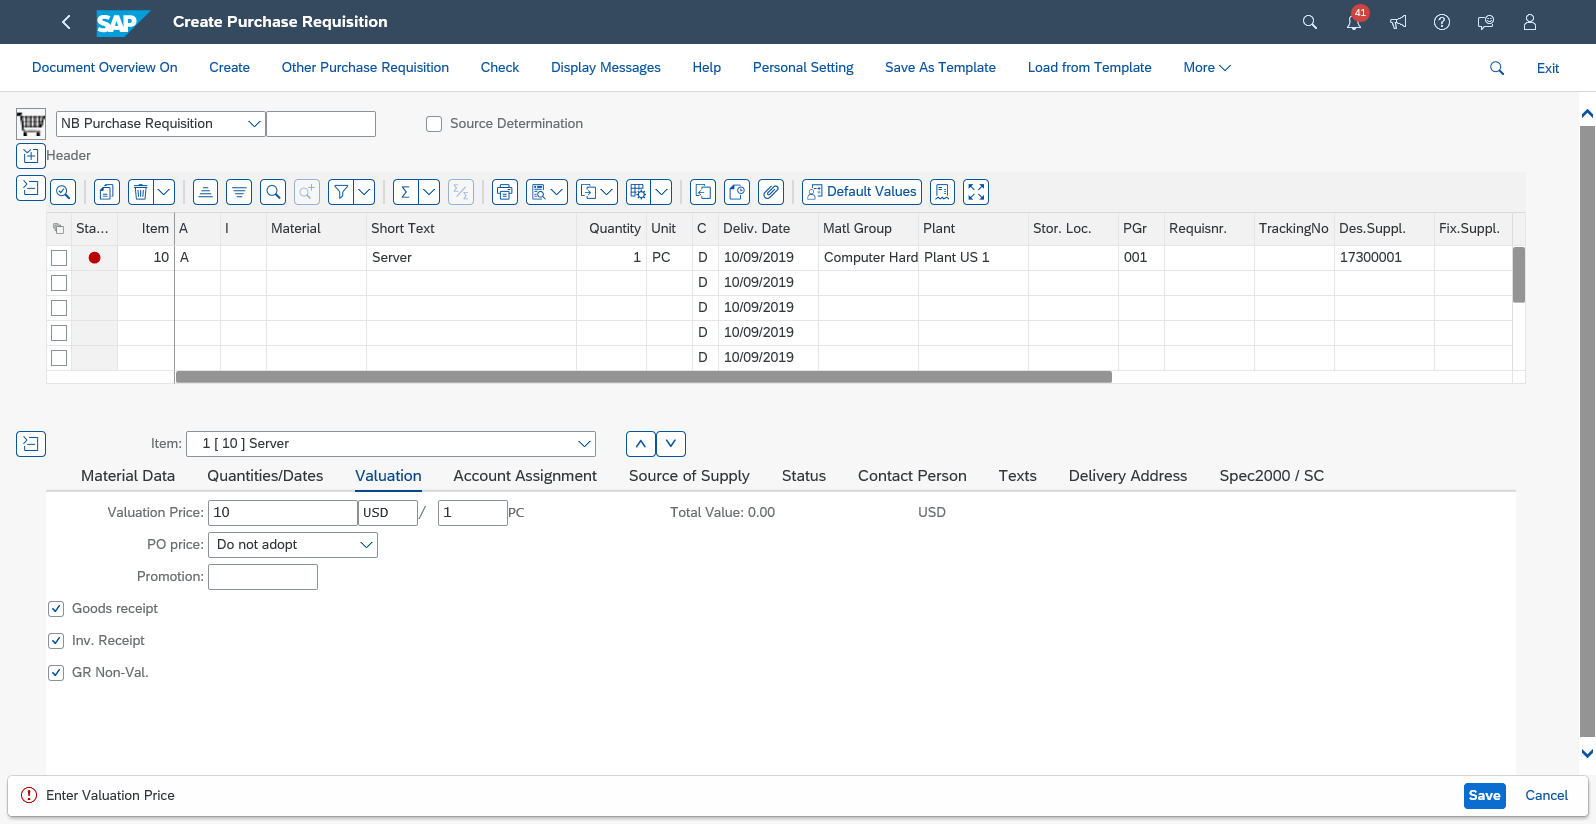 SAP Create Purchase Requisition 41
Document Overview On Create Other Purchase Requisition Check Display Messages Help Personal Setting Save As Template Load from Template More Exit
NB Purchase Requisition Source Determination
Header
Default Values
Sta... Item A I Material Short Text Quantity Unit C Deliv. Date Matl Group Plant Stor. Loc. PGr Requisnr. TrackingNo Des.Suppl. Fix.Suppl.
10 A Server 1 PC D 10/09/2019 Computer Hard Plant US 1 001 17300001
D 10/09/2019
D 10/09/2019
D 10/09/2019
D 10/09/2019
Item: 1 [ 10 ] Server
Material Data Quantities/Dates Valuation Account Assignment Source of Supply Status Contact Person Texts Delivery Address Spec2000 / SC
Valuation Price: 10 USD / 1 PC Total Value: 0.00 USD
PO price: Do not adopt
Promotion:
Goods receipt
Inv. Receipt
GR Non-Val.
Enter Valuation Price Save Cancel